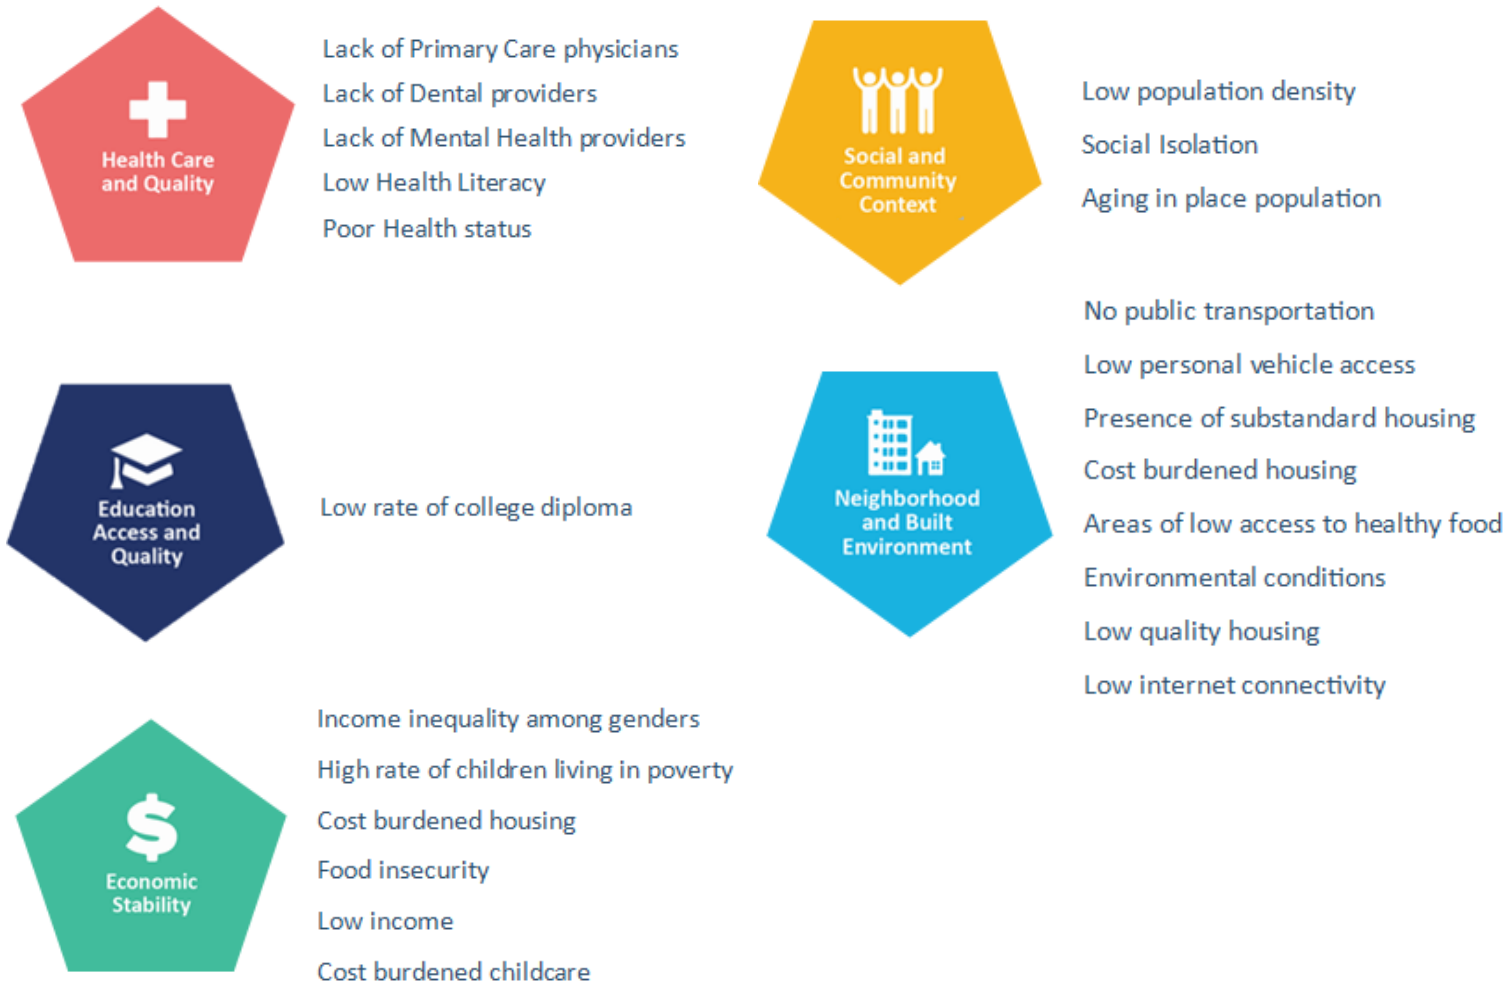 Health Care
and Quality
Lack of Primary Care physicians
Lack of Dental providers
Lack of Mental Health providers
Low Health Literacy
Poor Health status
Social and
Community
Context
Low population density
Social Isolation
Aging in place population
Education
Access and
Quality
Low rate of college diploma
Neighborhood
and Built
Environment
No public transportation
Low personal vehicle access
Presence of substandard housing
Cost burdened housing
Areas of low access to healthy food
Environmental conditions
Low quality housing
Low internet connectivity
$
Economic
Stability
Income inequality among genders
High rate of children living in poverty
Cost burdened housing
Food insecurity
Low income
Cost burdened childcare